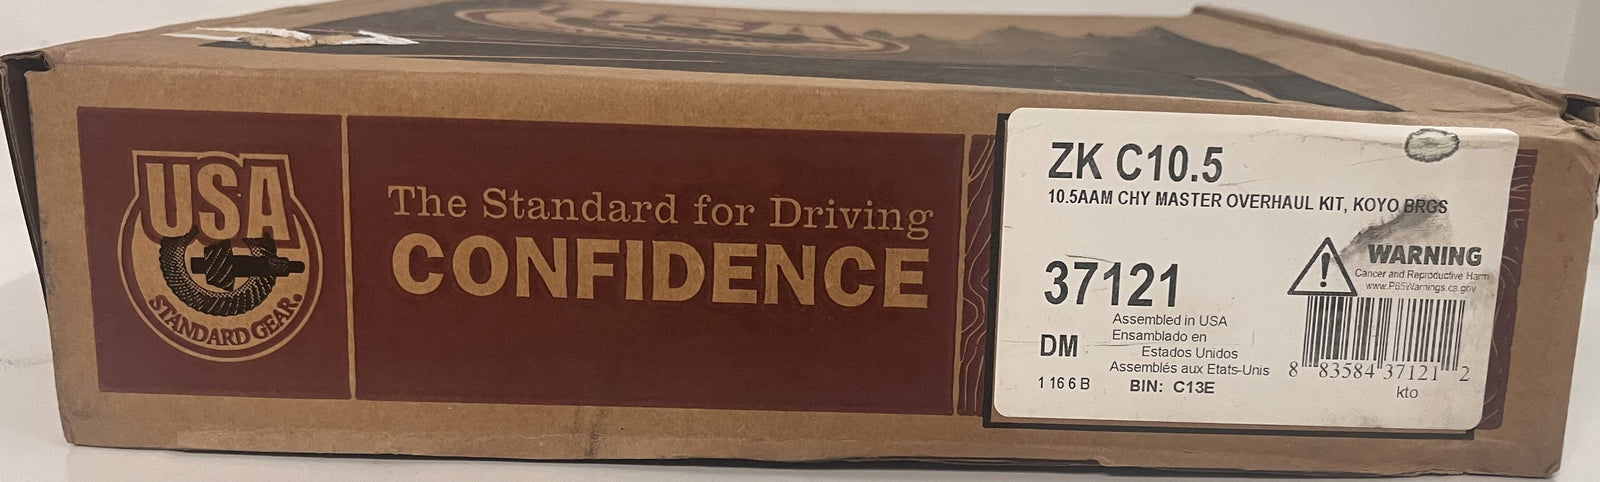 USA
USA
STANDARD GEAR®
The Standard for Driving
CONFIDENCE
ZK C10.5
10.5AAM CHY MASTER OVERHAUL KIT, KOYO BRGS
WARNING
Cancer and Reproductive Harm
www.P65Warnings.ca.gov
37121
Assembled in USA
Ensamblado en
Estados Unidos
Assemblés aux Etats-Unis
DM
1 16 6 B
BIN: C13E
8 83584 37121 2
kto